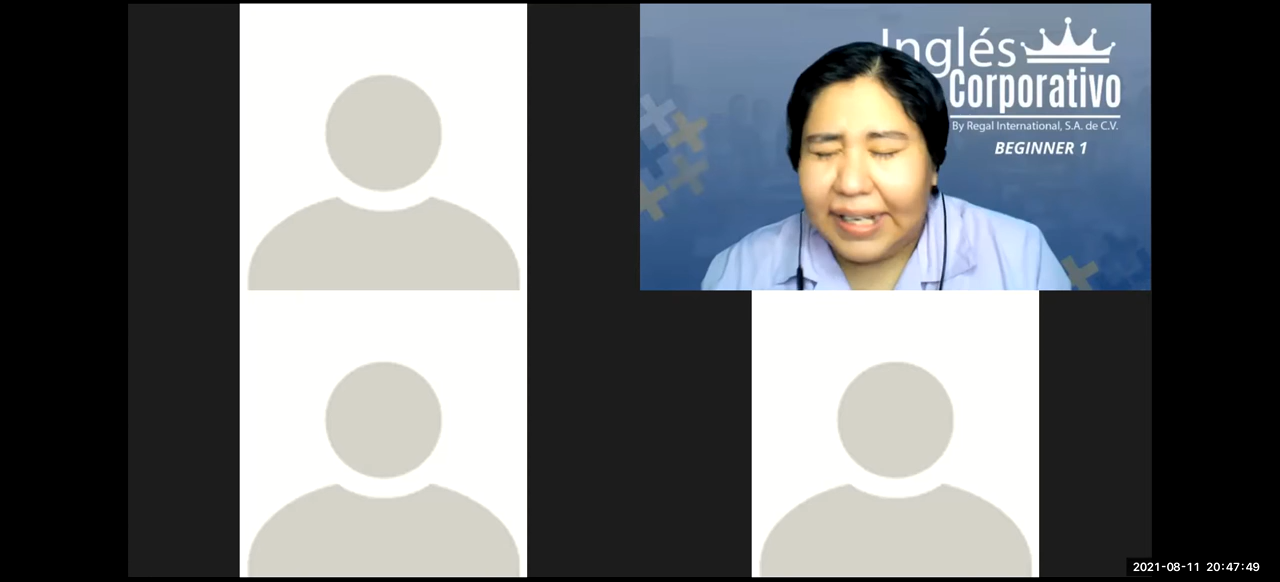 Inglés
Corporativo
By Regal International, S.A. de C.V.
BEGINNER 1
2021-08-11 20:47:49